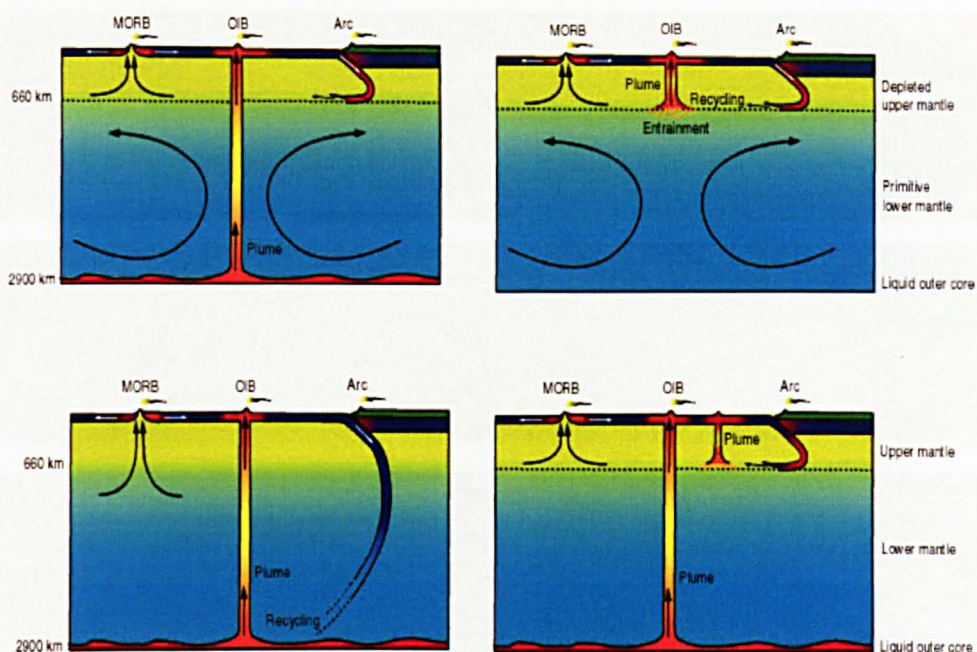 MORB OIB Arc
660 km
Plume
2900 km
MORB OIB Arc
Plume
Recycling
Entrainment
Depleted
upper mantle
Primitive
lower mantle
Liquid outer core
MORB OIB Arc
660 km
Plume
Recycling
2900 km
MORB OIB Arc
Plume
Upper mantle
Lower mantle
Plume
Liquid outer core